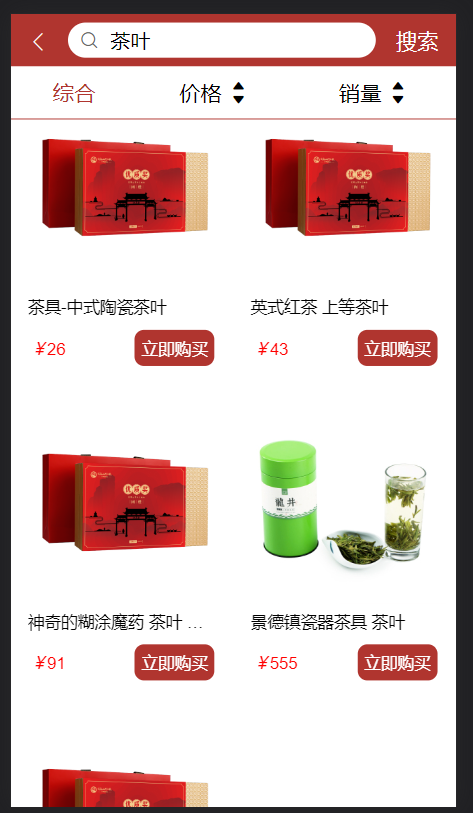 茶叶
搜索
综合
价格
销量
茶具-中式陶瓷茶叶
英式红茶 上等茶叶
¥26
立即购买
¥43
立即购买
龍井
神奇的糊涂魔药 茶叶 …
景德镇瓷器茶具 茶叶
¥91
立即购买
¥555
立即购买